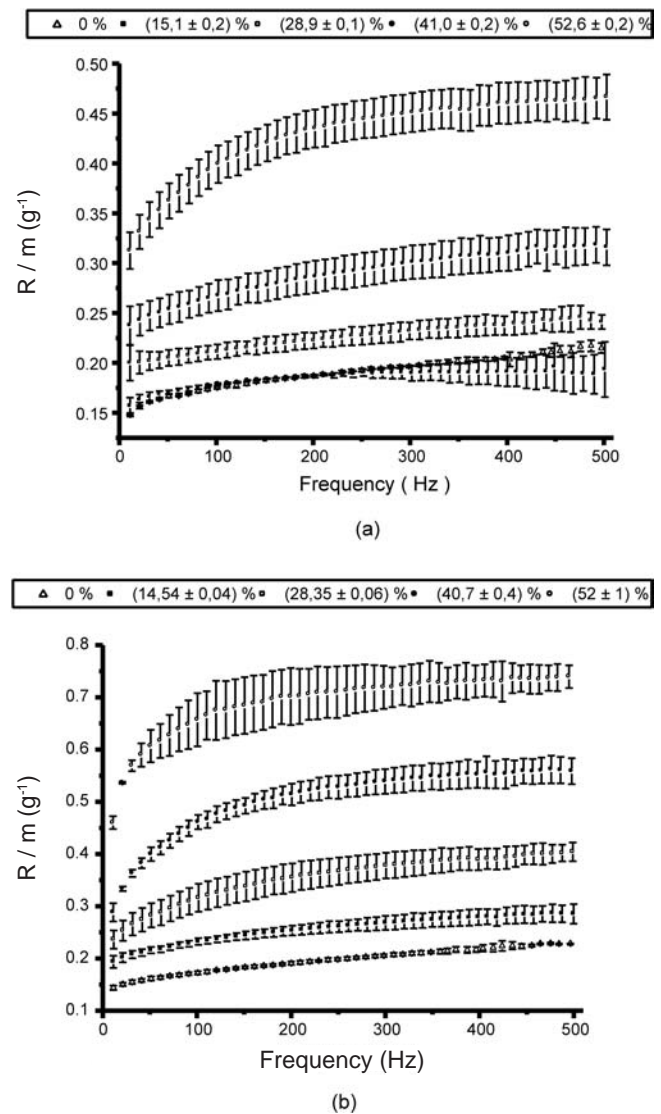 △ 0 % ■ (15,1 ± 0,2) % □ (28,9 ± 0,1) % ● (41,0 ± 0,2) % ○ (52,6 ± 0,2) %
0.50
0.45
0.40
0.35
0.30
0.25
0.20
0.15
R / m (g⁻¹)
0 100 200 300 400 500
Frequency ( Hz )
(a)
△ 0 % ■ (14,54 ± 0,04) % □ (28,35 ± 0,06) % ● (40,7 ± 0,4) % ○ (52 ± 1) %
0.8
0.7
0.6
0.5
0.4
0.3
0.2
0.1
R / m (g⁻¹)
0 100 200 300 400 500
Frequency (Hz)
(b)